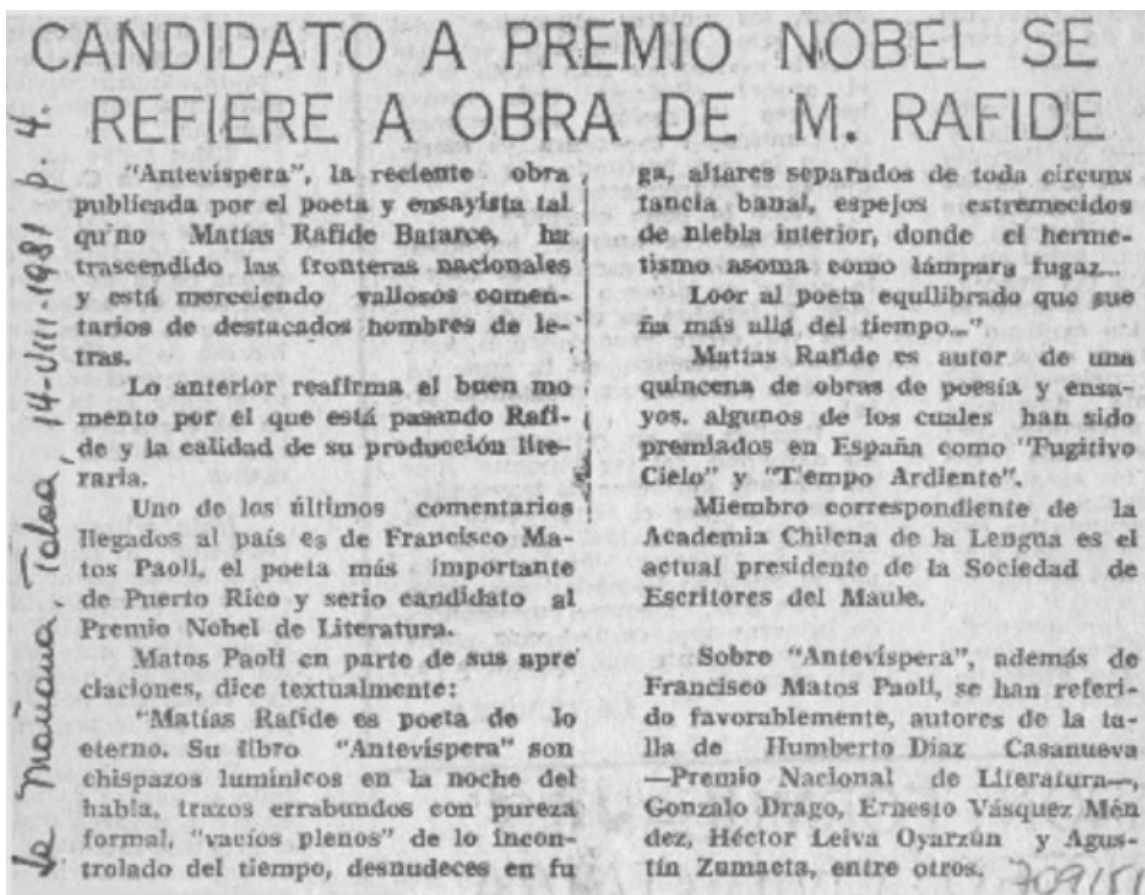 CANDIDATO A PREMIO NOBEL SE
REFIERE A OBRA DE M. RAFIDE
"Antevíspera", la reciente obra
publicada por el poeta y ensayista tal
qu'no Matías Rafide Batarce, ha
trascendido las fronteras nacionales
y está mereciendo valiosos comen-
tarios de destacados hombres de le-
tras.
Lo anterior reafirma el buen mo
mento por el que está pasando Rafi-
de y la calidad de su producción lite-
raria.
Uno de los últimos comentarios
llegados al país es de Francisco Ma-
tos Paoli, el poeta más importante
de Puerto Rico y serio candidato al
Premio Nobel de Literatura.
Matos Paoli en parte de sus apre
ciaciones, dice textualmente:
"Matías Rafide es poeta de lo
eterno. Su libro "Antevíspera" son
chispazos lumínicos en la noche del
habla, trazos errabundos con pureza
formal, "vacíos plenos" de lo incon-
trolado del tiempo, desnudeces en fu
ga, altares separados de toda circuns
tancia banal, espejos estremecidos
de niebla interior, donde el herme-
tismo asoma como lámpara fugaz...
Loor al poeta equilibrado que sue
ña más allá del tiempo..."
Matías Rafide es autor de una
quincena de obras de poesía y ensa-
yos. algunos de los cuales han sido
premiados en España como "Fugitivo
Cielo" y "Tiempo Ardiente".
Miembro correspondiente de la
Academia Chilena de la Lengua es el
actual presidente de la Sociedad de
Escritores del Maule.
Sobre "Antevíspera", además de
Francisco Matos Paoli, se han referi-
do favorablemente, autores de la ta-
lla de Humberto Díaz Casanueva
—Premio Nacional de Literatura—,
Gonzalo Drago, Ernesto Vásquez Mén
dez, Héctor Leiva Oyarzún y Agus-
tín Zumaeta, entre otros.
La Mañana, Talca, 14-VIII-1981 p. 4.